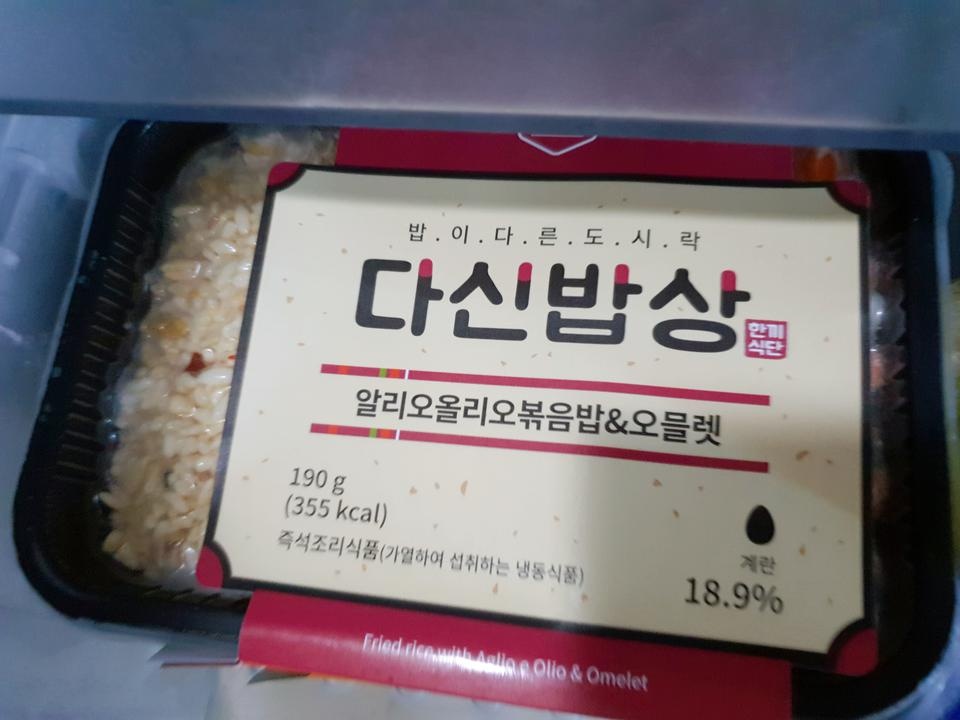 밥.이.다.른.도.시.락
다신밥상
한끼
식단
알리오올리오볶음밥&오믈렛
190 g
(355 kcal)
즉석조리식품(가열하여 섭취하는 냉동식품)
계란
18.9%
Fried rice with Aglio e Olio & Omelet